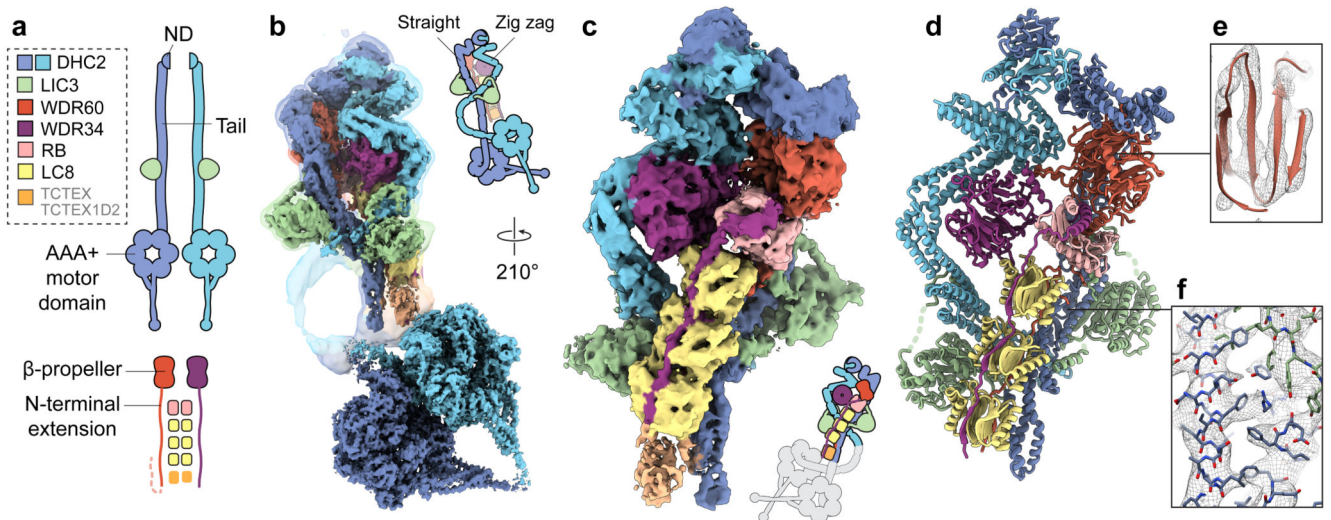 a
ND
DHC2
LIC3
WDR60
WDR34
RB
LC8
TCTEX
TCTEX1D2
Tail
AAA+
motor
domain
β-propeller
N-terminal
extension
b
Straight
Zig zag
210°
c
d
e
f